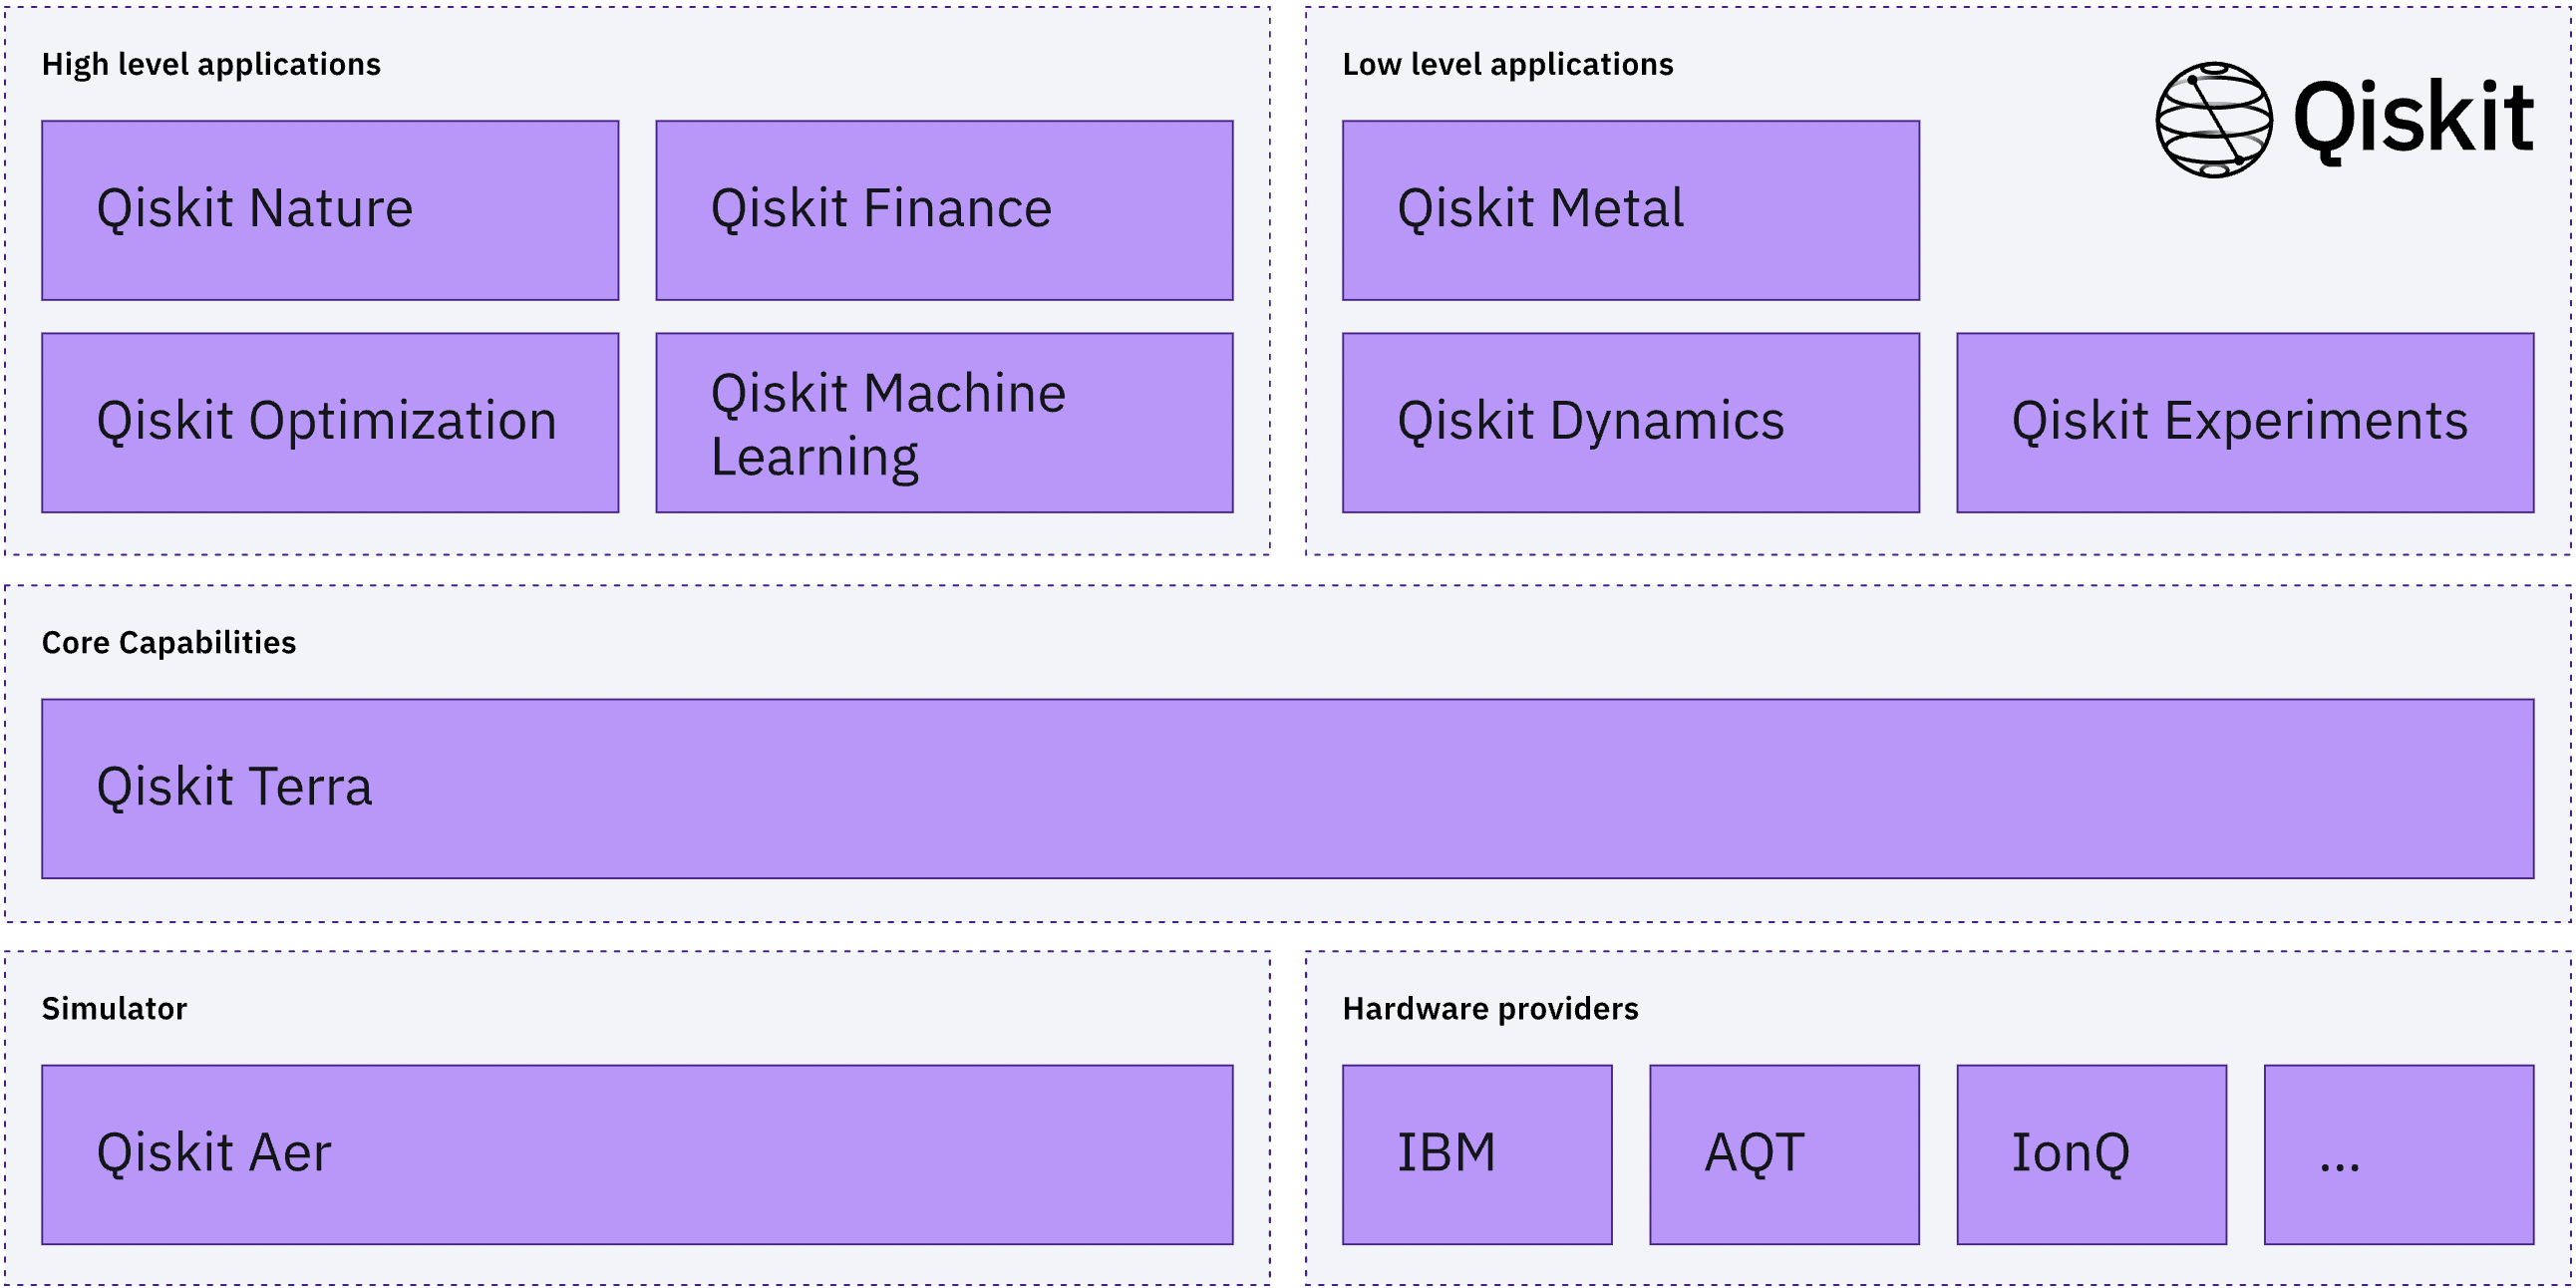 High level applications
Qiskit Nature
Qiskit Finance
Qiskit Optimization
Qiskit Machine
Learning
Low level applications
Qiskit
Qiskit Metal
Qiskit Dynamics
Qiskit Experiments
Core Capabilities
Qiskit Terra
Simulator
Qiskit Aer
Hardware providers
IBM
AQT
IonQ
...